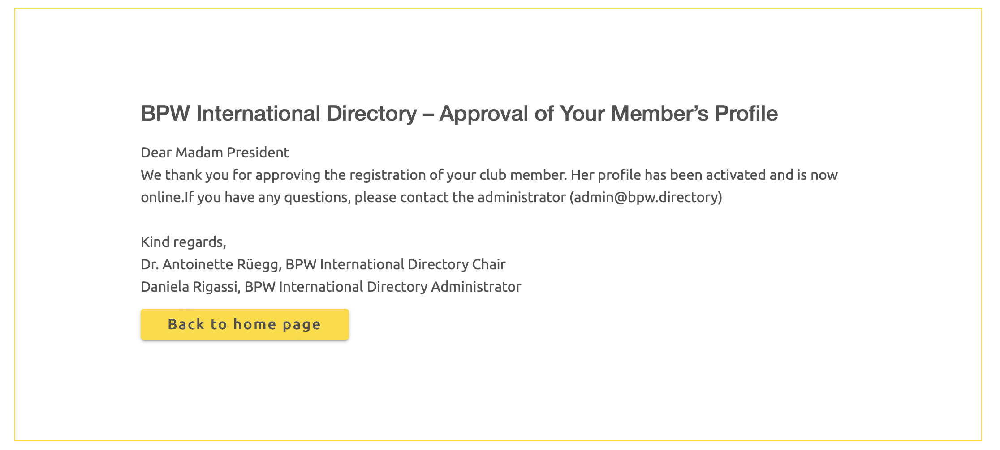 BPW International Directory – Approval of Your Member’s Profile
Dear Madam President
We thank you for approving the registration of your club member. Her profile has been activated and is now
online.If you have any questions, please contact the administrator (admin@bpw.directory)
Kind regards,
Dr. Antoinette Rüegg, BPW International Directory Chair
Daniela Rigassi, BPW International Directory Administrator
Back to home page